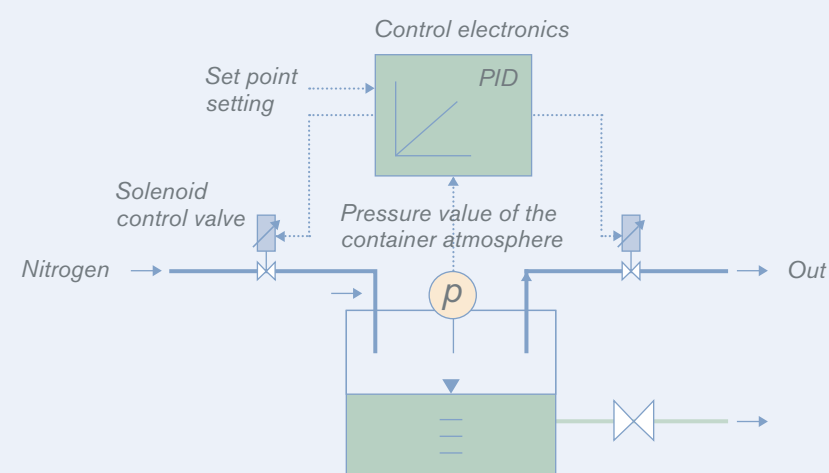 Control electronics
Set point
setting
PID
Solenoid
control valve
Pressure value of the
container atmosphere
Nitrogen
Out
p